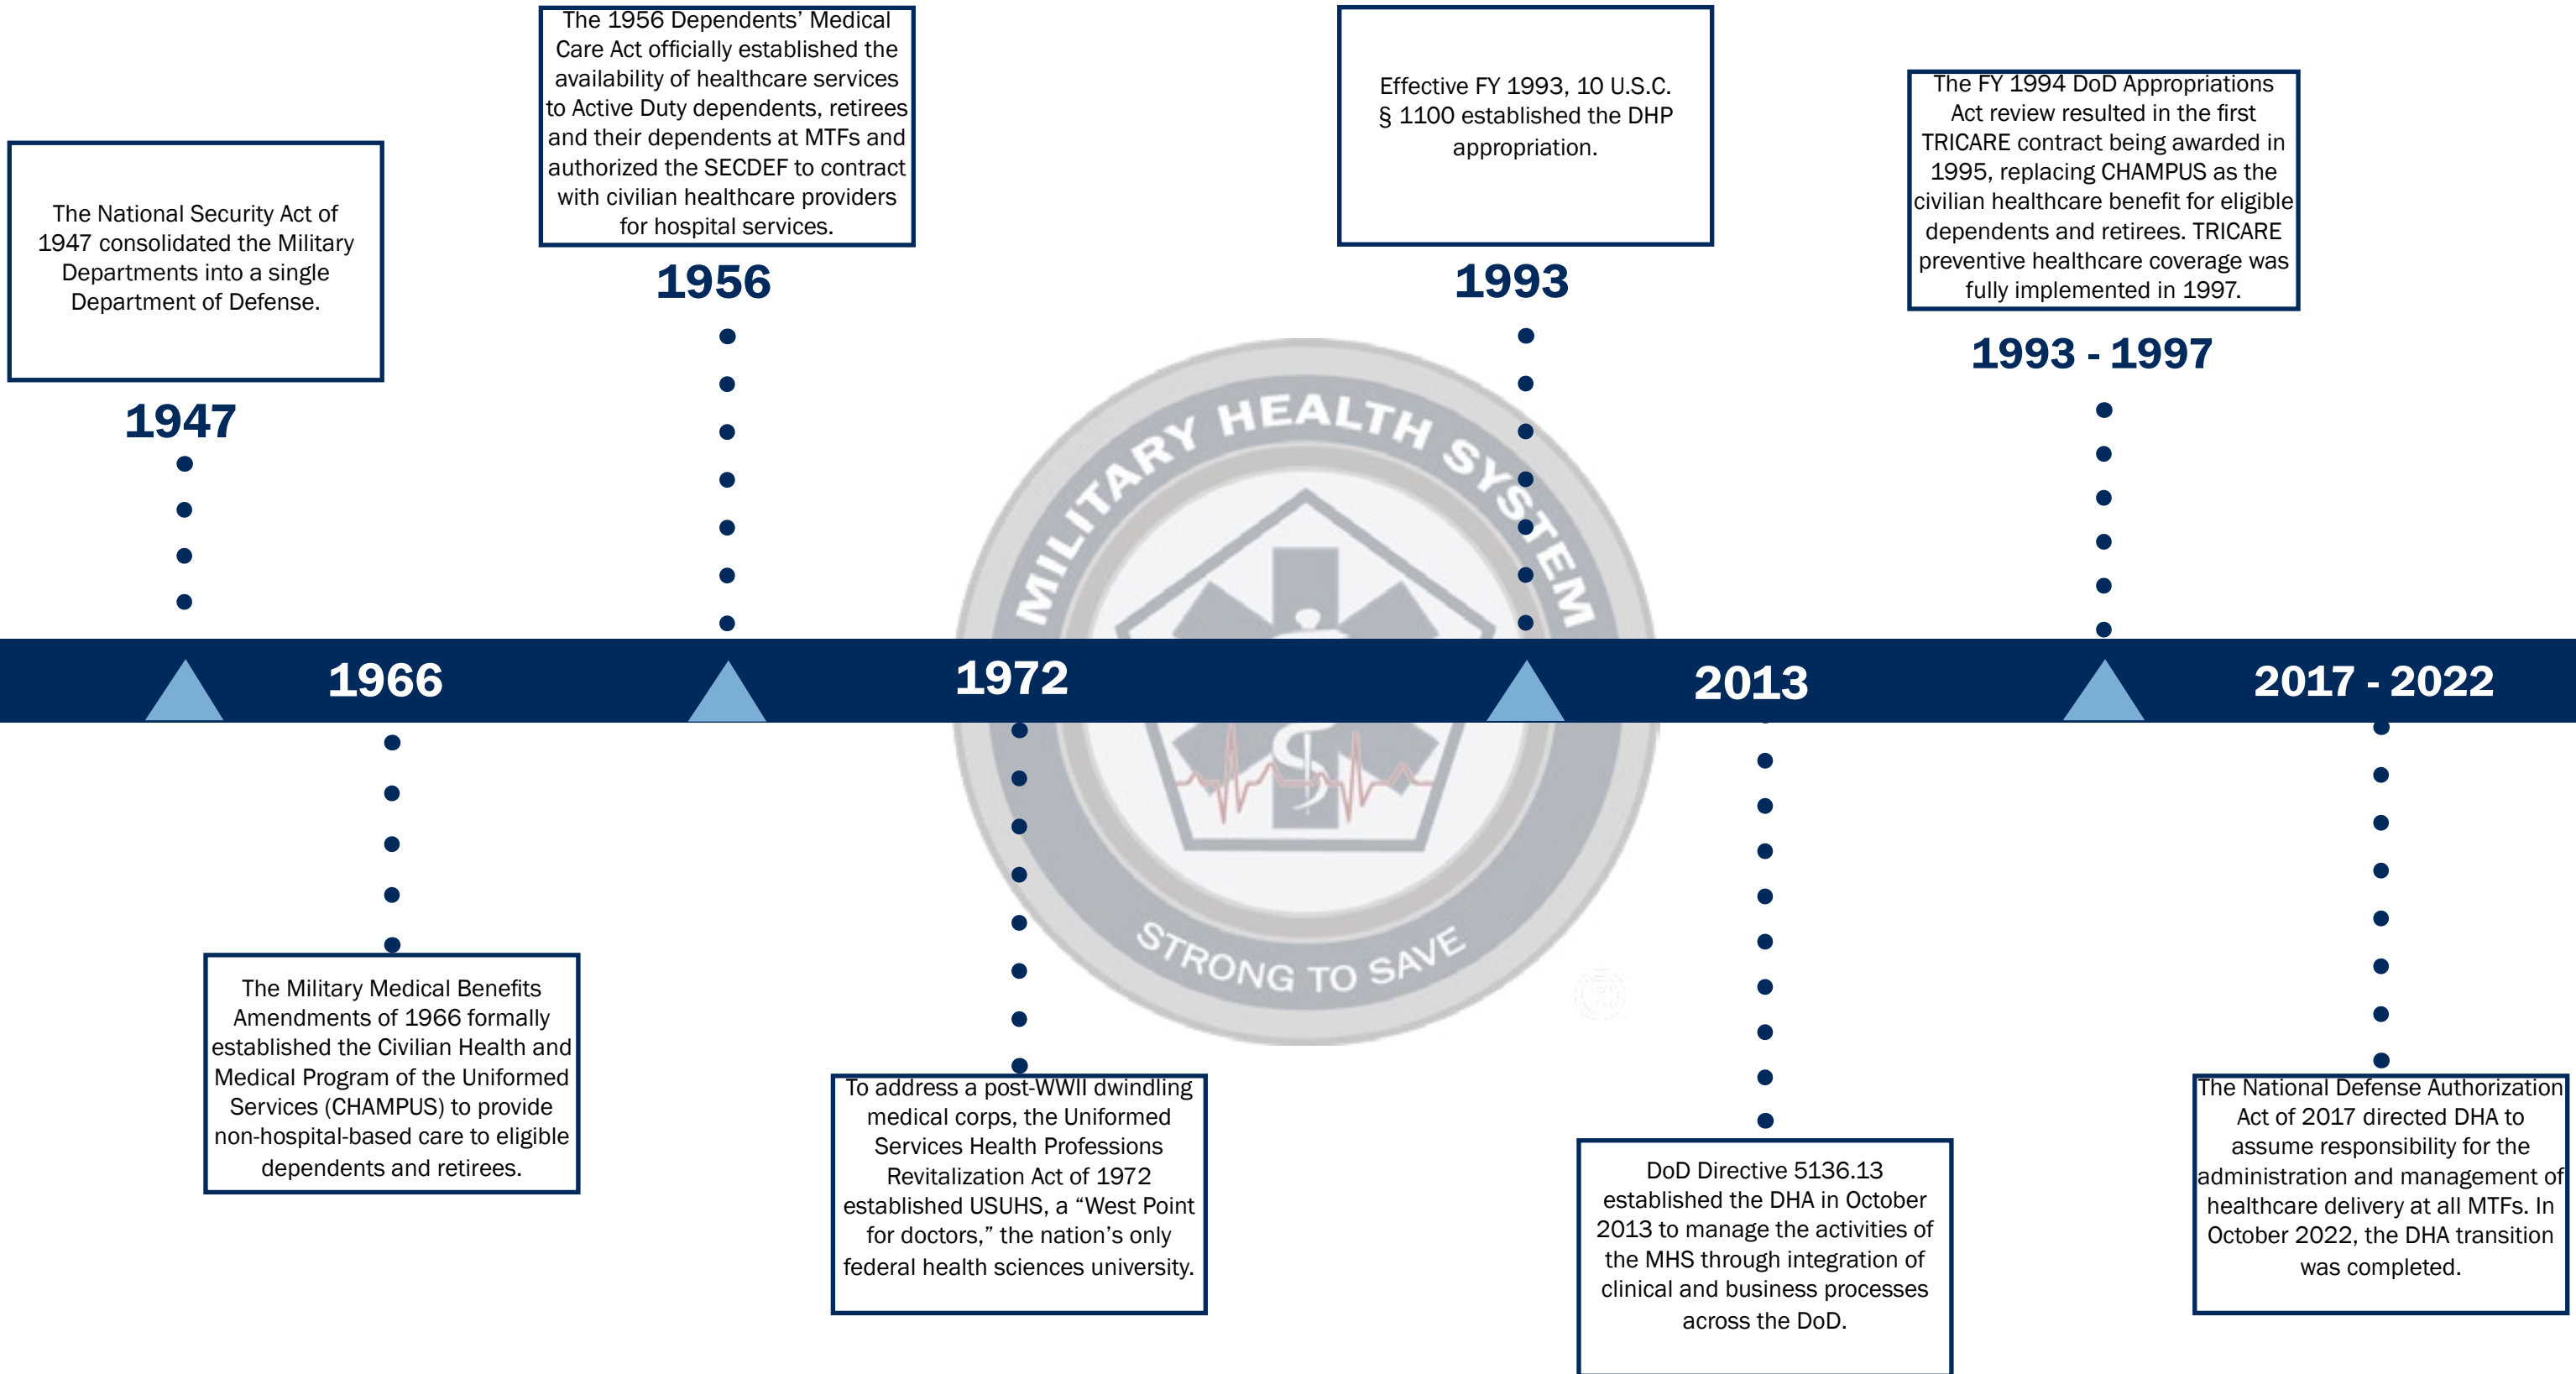 The National Security Act of
1947 consolidated the Military
Departments into a single
Department of Defense.
1947
The 1956 Dependents’ Medical
Care Act officially established the
availability of healthcare services
to Active Duty dependents, retirees
and their dependents at MTFs and
authorized the SECDEF to contract
with civilian healthcare providers
for hospital services.
1956
Effective FY 1993, 10 U.S.C.
§ 1100 established the DHP
appropriation.
1993
The FY 1994 DoD Appropriations
Act review resulted in the first
TRICARE contract being awarded in
1995, replacing CHAMPUS as the
civilian healthcare benefit for eligible
dependents and retirees. TRICARE
preventive healthcare coverage was
fully implemented in 1997.
1993 - 1997
MILITARY HEALTH SYSTEM
STRONG TO SAVE
®
1966
The Military Medical Benefits
Amendments of 1966 formally
established the Civilian Health and
Medical Program of the Uniformed
Services (CHAMPUS) to provide
non-hospital-based care to eligible
dependents and retirees.
1972
To address a post-WWII dwindling
medical corps, the Uniformed
Services Health Professions
Revitalization Act of 1972
established USUHS, a “West Point
for doctors,” the nation’s only
federal health sciences university.
2013
DoD Directive 5136.13
established the DHA in October
2013 to manage the activities of
the MHS through integration of
clinical and business processes
across the DoD.
2017 - 2022
The National Defense Authorization
Act of 2017 directed DHA to
assume responsibility for the
administration and management of
healthcare delivery at all MTFs. In
October 2022, the DHA transition
was completed.